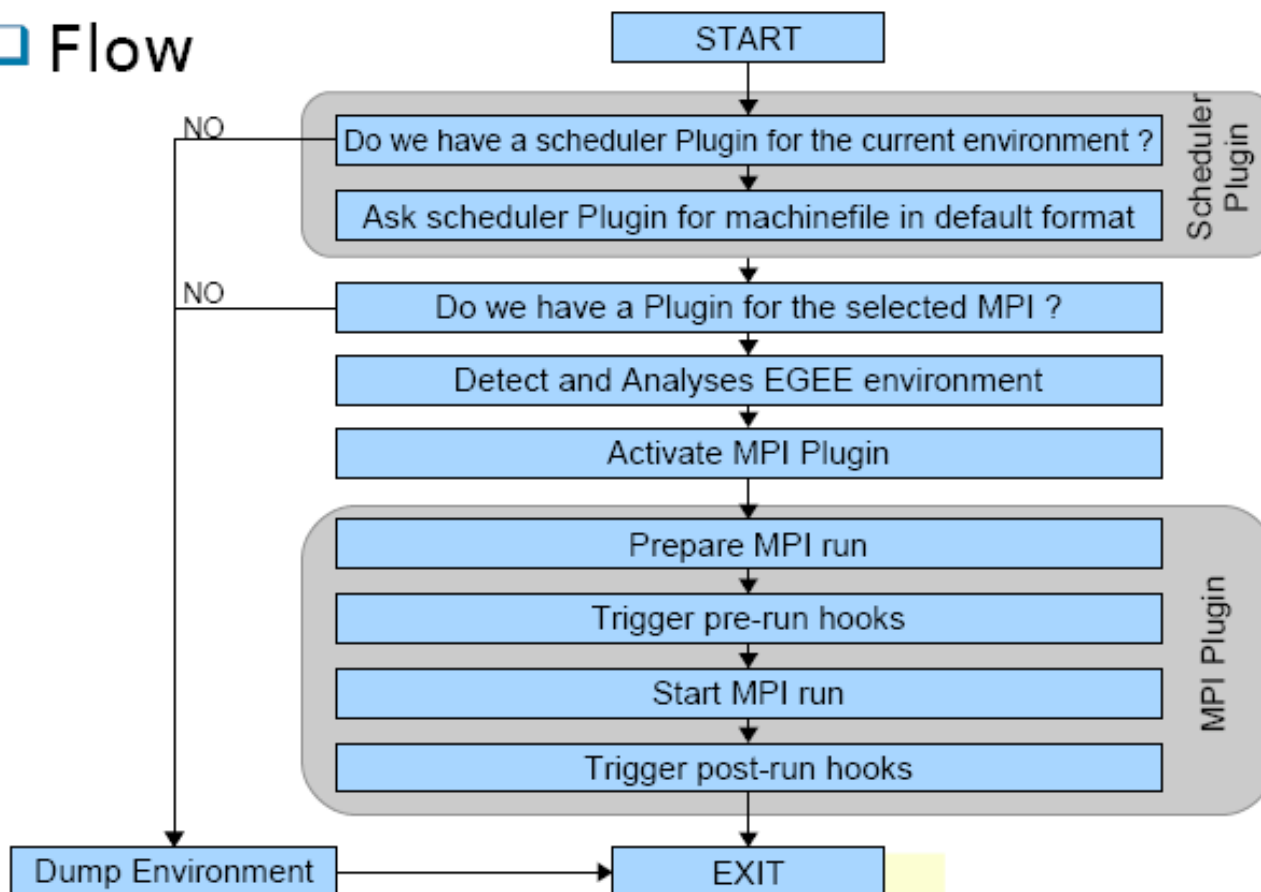 Flow
START
NO
Do we have a scheduler Plugin for the current environment ?
Ask scheduler Plugin for machinefile in default format
Scheduler
Plugin
NO
Do we have a Plugin for the selected MPI ?
Detect and Analyses EGEE environment
Activate MPI Plugin
Prepare MPI run
Trigger pre-run hooks
Start MPI run
Trigger post-run hooks
MPI Plugin
Dump Environment
EXIT